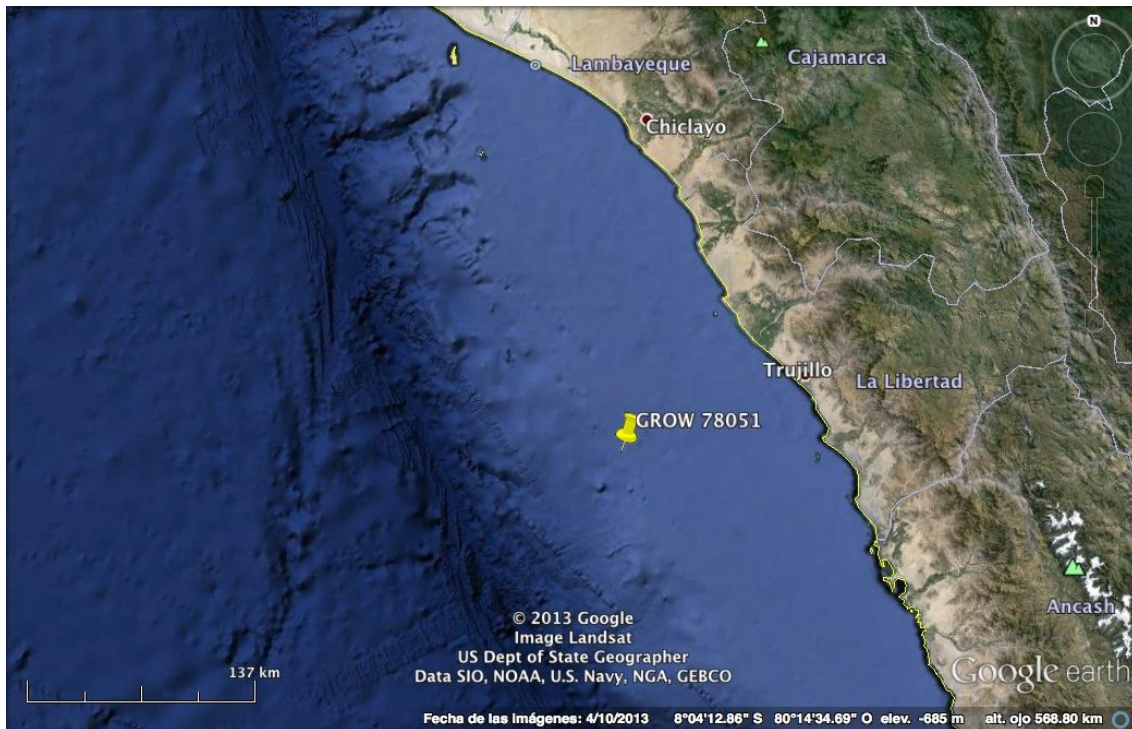 N
Lambayeque
Cajamarca
Chiclayo
Trujillo
La Libertad
GROW 78051
Ancash
© 2013 Google
Image Landsat
US Dept of State Geographer
Data SIO, NOAA, U.S. Navy, NGA, GEBCO
137 km
Google earth
Fecha de las imágenes: 4/10/2013 8°04'12.86" S 80°14'34.69" O elev. -685 m alt. ojo 568.80 km